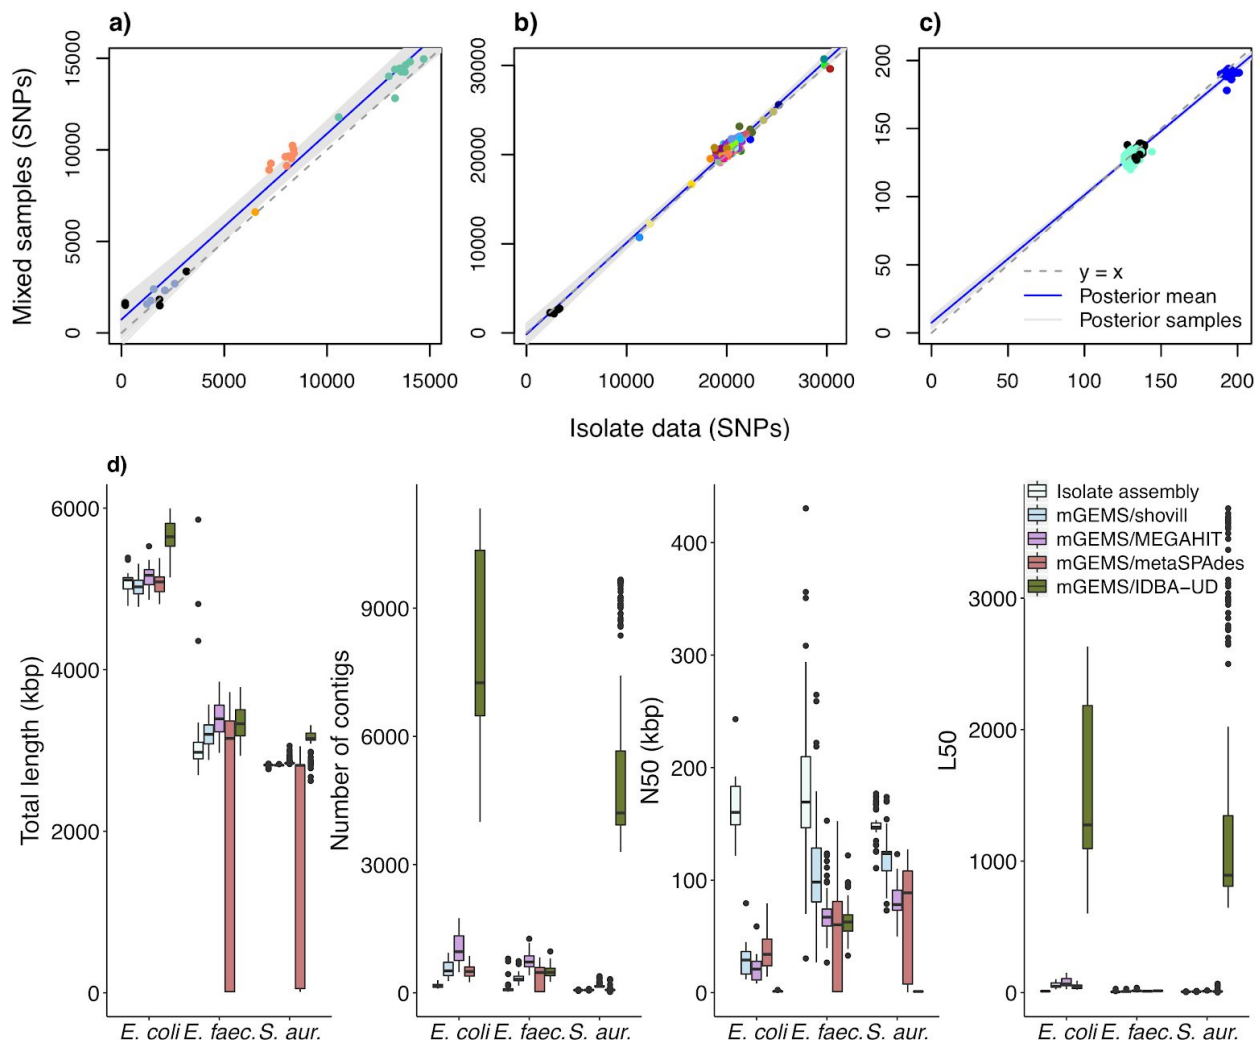 a)
b)
c)
Mixed samples (SNPs)
15000
10000
5000
0
30000
20000
10000
0
200
150
100
50
0
y = x
Posterior mean
Posterior samples
0 5000 10000 15000
0 10000 20000 30000
0 50 100 150 200
Isolate data (SNPs)
d)
Total length (kbp)
6000
4000
2000
0
E. coli E. faec. S. aur.
Number of contigs
9000
6000
3000
0
E. coli E. faec. S. aur.
N50 (kbp)
400
300
200
100
0
E. coli E. faec. S. aur.
L50
3000
2000
1000
0
E. coli E. faec. S. aur.
Isolate assembly
mGEMS/shovill
mGEMS/MEGAHIT
mGEMS/metaSPAdes
mGEMS/IDBA−UD